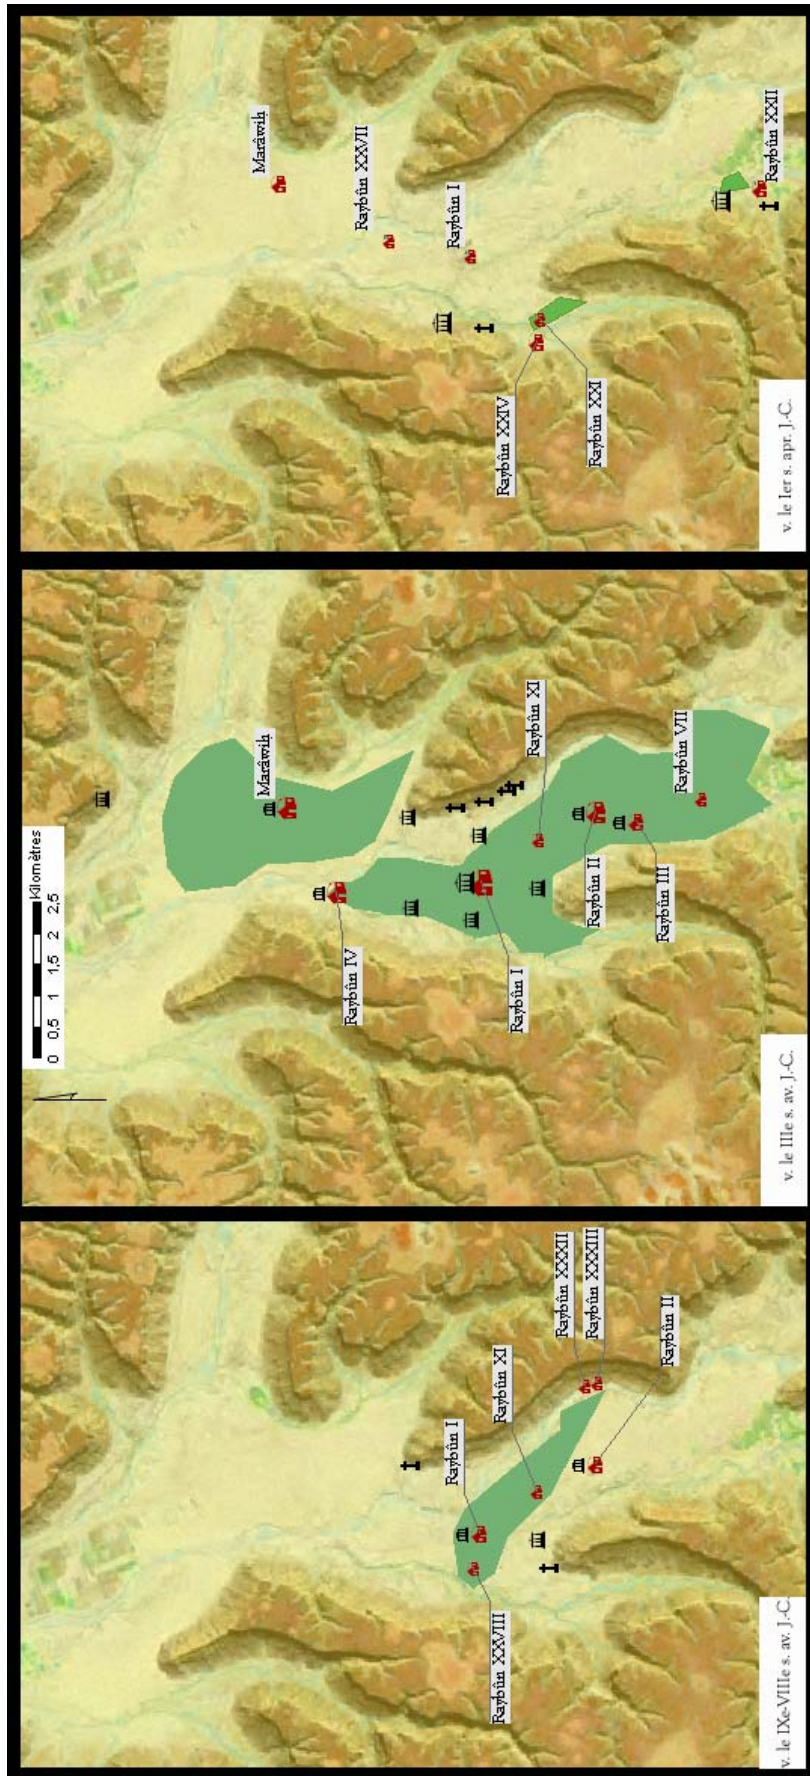 Raybûn I
Raybûn XXVIII
Raybûn XI
Raybûn XXXII
Raybûn XXXIII
Raybûn II
v. le IXe-VIIIe s. av. J.-C.
Kilomètres
0 0,5 1 1,5 2 2,5
Marâwiḥ
Raybûn IV
Raybûn I
Raybûn XI
Raybûn II
Raybûn III
Raybûn VII
v. le IIIe s. av. J.-C.
Marâwiḥ
Raybûn XXVII
Raybûn I
Raybûn XXIV
Raybûn XXI
Raybûn XXII
v. le Ier s. apr. J.-C.